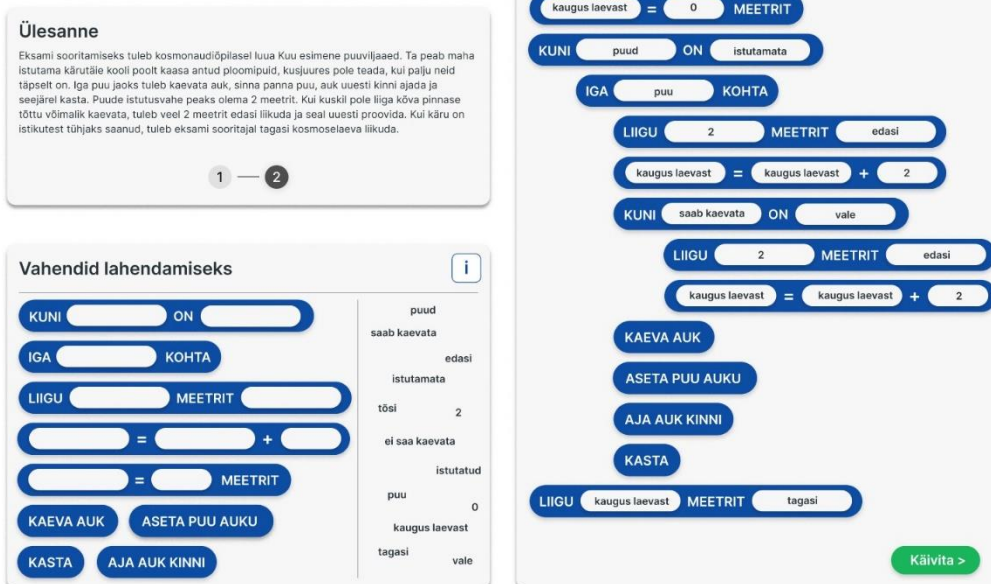 Ülesanne
Eksami sooritamiseks tuleb kosmonaudiõpilasel luua Kuu esimene puuviljaaed. Ta peab maha
istutama kärutäie kooli poolt kaasa antud ploomipuid, kusjuures pole teada, kui palju neid
täpselt on. Iga puu jaoks tuleb kaevata auk, sinna panna puu, auk uuesti kinni ajada ja
seejärel kasta. Puude istutusvahe peaks olema 2 meetrit. Kui kuskil pole liiga kõva pinnase
tõttu võimalik kaevata, tuleb veel 2 meetrit edasi liikuda ja seal uuesti proovida. Kui käru on
istikutest tühjaks saanud, tuleb eksami sooritajal tagasi kosmoselaeva liikuda.
1 2
Vahendid lahendamiseks i
KUNI ON
IGA KOHTA
LIIGU MEETRIT
= +
= MEETRIT
KAEVA AUK ASETA PUU AUKU
KASTA AJA AUK KINNI
puud
saab kaevata
edasi
istutamata
tõsi 2
ei saa kaevata
istutatud
puu
0
kaugus laevast
tagasi
vale
kaugus laevast = 0 MEETRIT
KUNI puud ON istutamata
IGA puu KOHTA
LIIGU 2 MEETRIT edasi
kaugus laevast = kaugus laevast + 2
KUNI saab kaevata ON vale
LIIGU 2 MEETRIT edasi
kaugus laevast = kaugus laevast + 2
KAEVA AUK
ASETA PUU AUKU
AJA AUK KINNI
KASTA
LIIGU kaugus laevast MEETRIT tagasi
Käivita >